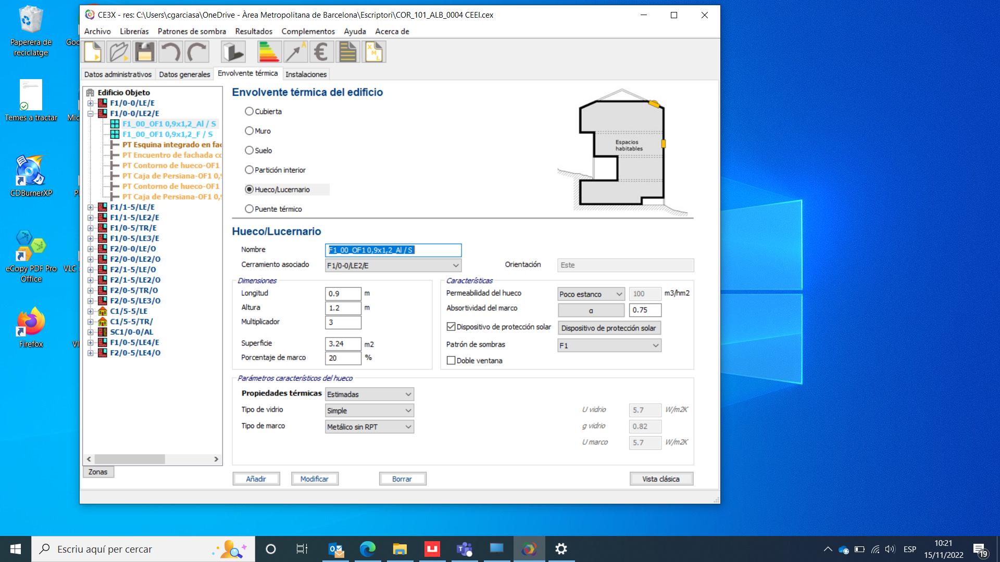 CE3X - res: C:\Users\cgarciasa\OneDrive - Àrea Metropolitana de Barcelona\Escriptori\COR_101_ALB_0004 CEEI.cex
Archivo Librerías Patrones de sombra Resultados Complementos Ayuda Acerca de
A
€
X M L
Datos administrativos Datos generales Envolvente térmica Instalaciones
Edificio Objeto
F1/0-0/LE/E
F1/0-0/LE2/E
F1_00_OF1 0,9x1,2_Al / S
F1_00_OF1 0,9x1,2_F / S
PT Esquina integrado en fac
PT Encuentro de fachada co
PT Contorno de hueco-OF1
PT Caja de Persiana-OF1 0,9
PT Contorno de hueco-OF1
PT Caja de Persiana-OF1 0,9
F1/1-5/LE/E
F1/1-5/LE2/E
F1/0-5/TR/E
F1/0-5/LE3/E
F2/0-0/LE/O
F2/0-0/LE2/O
F2/1-5/LE/O
F2/1-5/LE2/O
F2/0-5/TR/O
F2/0-5/LE3/O
C1/5-5/LE
C1/5-5/TR/
SC1/0-0/AL
F1/0-5/LE4/E
F2/0-5/LE4/O
Zonas
Envolvente térmica del edificio
Cubierta
Muro
Suelo
Partición interior
Hueco/Lucernario
Puente térmico
Espacios
habitables
Hueco/Lucernario
Nombre F1_00_OF1 0,9x1,2_Al / S
Cerramiento asociado F1/0-0/LE2/E Orientación Este
Dimensiones
Longitud 0.9 m
Altura 1.2 m
Multiplicador 3
Superficie 3.24 m2
Porcentaje de marco 20 %
Características
Permeabilidad del hueco Poco estanco 100 m3/hm2
Absortividad del marco α 0.75
Dispositivo de protección solar Dispositivo de protección solar
Patrón de sombras F1
Doble ventana
Parámetros característicos del hueco
Propiedades térmicas Estimadas
Tipo de vidrio Simple U vidrio 5.7 W/m2K
Tipo de marco Metálico sin RPT g vidrio 0.82
U marco 5.7 W/m2K
Añadir Modificar Borrar Vista clásica
Paperera de
reciclatge
Goo
Temes a tractar
Mic
CDBurnerXP
eCopy PDF Pro
Office
VLC
Firefox
Escriu aquí per cercar
ESP
10:21
15/11/2022
19